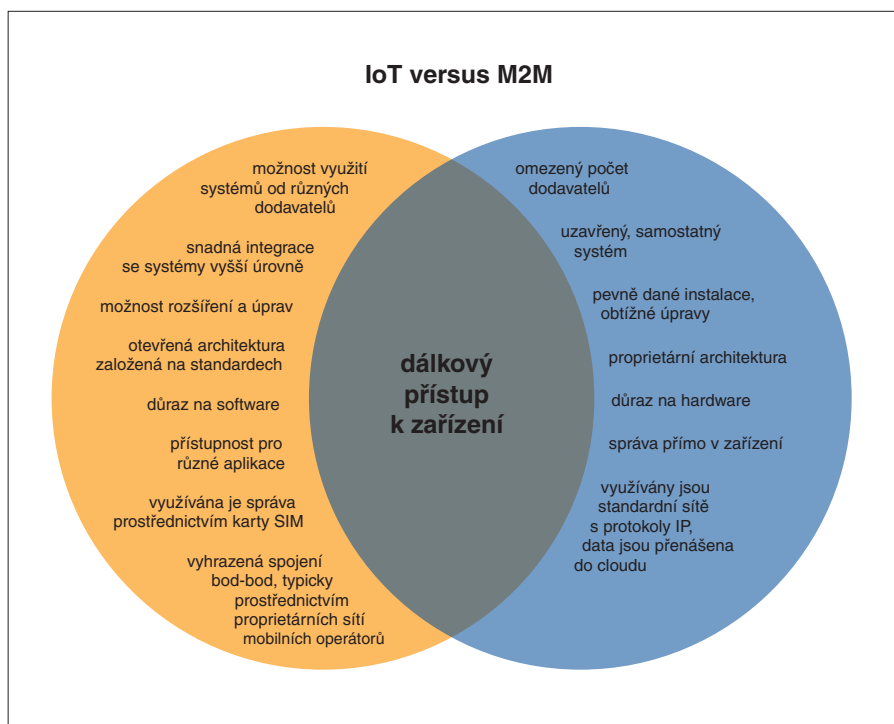 IoT versus M2M
možnost využití
systémů od různých
dodavatelů
snadná integrace
se systémy vyšší úrovně
možnost rozšíření a úprav
otevřená architektura
založená na standardech
důraz na software
přístupnost pro
různé aplikace
využívána je správa
prostřednictvím karty SIM
vyhrazená spojení
bod-bod, typicky
prostřednictvím
proprietárních sítí
mobilních operátorů
dálkový
přístup
k zařízení
omezený počet
dodavatelů
uzavřený, samostatný
systém
pevně dané instalace,
obtížné úpravy
proprietární architektura
důraz na hardware
správa přímo v zařízení
využívány jsou
standardní sítě
s protokoly IP,
data jsou přenášena
do cloudu